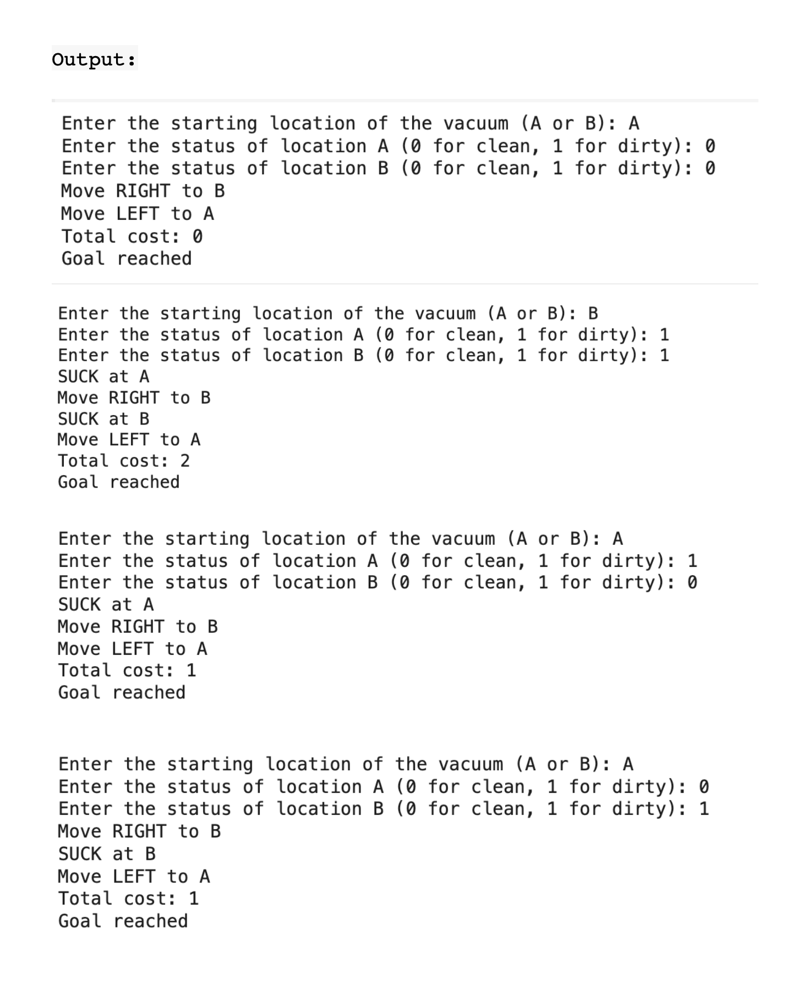 Output:
Enter the starting location of the vacuum (A or B): A
Enter the status of location A (0 for clean, 1 for dirty): 0
Enter the status of location B (0 for clean, 1 for dirty): 0
Move RIGHT to B
Move LEFT to A
Total cost: 0
Goal reached
Enter the starting location of the vacuum (A or B): B
Enter the status of location A (0 for clean, 1 for dirty): 1
Enter the status of location B (0 for clean, 1 for dirty): 1
SUCK at A
Move RIGHT to B
SUCK at B
Move LEFT to A
Total cost: 2
Goal reached
Enter the starting location of the vacuum (A or B): A
Enter the status of location A (0 for clean, 1 for dirty): 1
Enter the status of location B (0 for clean, 1 for dirty): 0
SUCK at A
Move RIGHT to B
Move LEFT to A
Total cost: 1
Goal reached
Enter the starting location of the vacuum (A or B): A
Enter the status of location A (0 for clean, 1 for dirty): 0
Enter the status of location B (0 for clean, 1 for dirty): 1
Move RIGHT to B
SUCK at B
Move LEFT to A
Total cost: 1
Goal reached